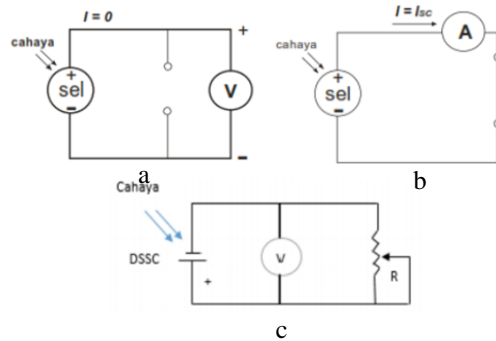 I = 0
cahaya
+
sel
-
+
V
-
a
I = Isc
A
cahaya
+
sel
-
b
Cahaya
DSSC
+
V
R
c